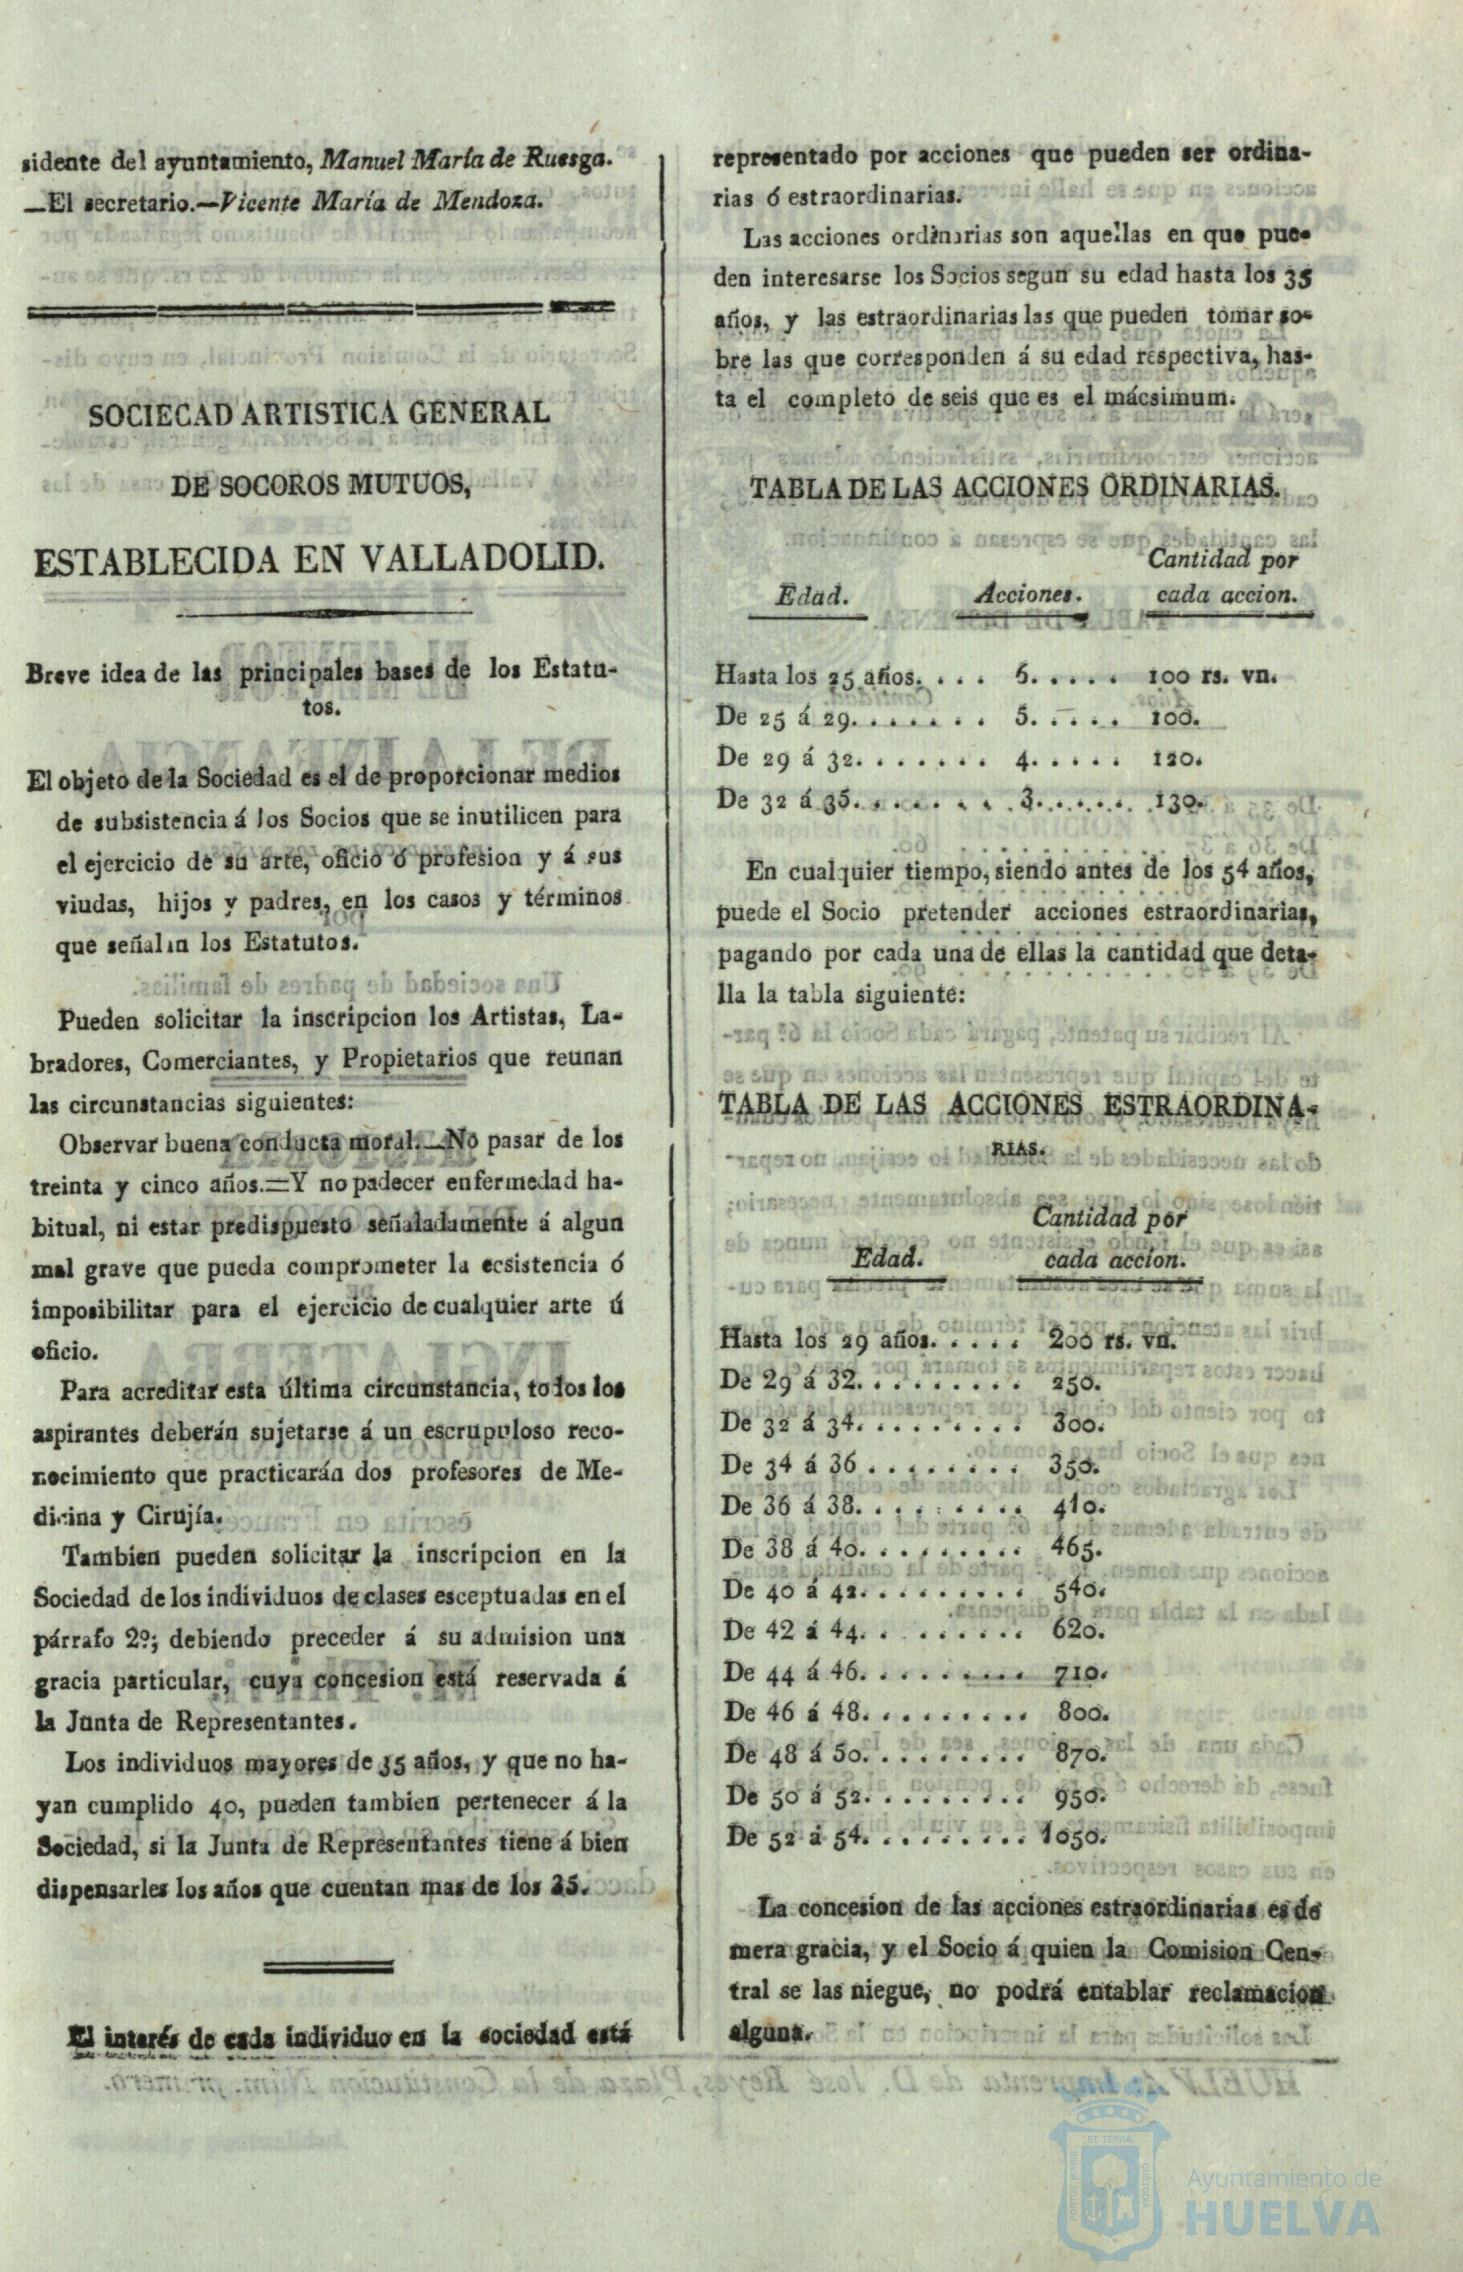 sidente del ayuntamiento, Manuel María de Ruesga.
—El secretario.—Vicente María de Mendoza.
SOCIECAD ARTISTICA GENERAL
DE SOCOROS MUTUOS,
ESTABLECIDA EN VALLADOLID.
Breve idea de las principales bases de los Estatu-
tos.
El objeto de la Sociedad es el de proporcionar medios
de subsistencia á los Socios que se inutilicen para
el ejercicio de su arte, oficio ó profesion y á sus
viudas, hijos y padres, en los casos y términos
que señalan los Estatutos.
Pueden solicitar la inscripcion los Artistas, La-
bradores, Comerciantes, y Propietarios que reunan
las circunstancias siguientes:
Observar buena conducta moral.—No pasar de los
treinta y cinco años.=Y no padecer enfermedad ha-
bitual, ni estar predispuesto señaladamente á algun
mal grave que pueda comprometer la ecsistencia ó
imposibilitar para el ejercicio de cualquier arte ú
oficio.
Para acreditar esta última circunstancia, todos los
aspirantes deberán sujetarse á un escrupuloso reco-
nocimiento que practicarán dos profesores de Me-
dicina y Cirujía.
Tambien pueden solicitar la inscripcion en la
Sociedad de los individuos de clases esceptuadas en el
párrafo 2º; debiendo preceder á su admision una
gracia particular, cuya concesion está reservada á
la Junta de Representantes.
Los individuos mayores de 35 años, y que no ha-
yan cumplido 40, pueden tambien pertenecer á la
Sociedad, si la Junta de Representantes tiene á bien
dispensarles los años que cuentan mas de los 35.
El interés de cada individuo en la sociedad está
representado por acciones que pueden ser ordina-
rias ó estraordinarias.
Las acciones ordinarias son aquellas en que pue-
den interesarse los Socios segun su edad hasta los 35
años, y las estraordinarias las que pueden tomar so-
bre las que corresponden á su edad respectiva, has-
ta el completo de seis que es el mácsimum.
TABLA DE LAS ACCIONES ORDINARIAS.
Edad. Acciones. Cantidad por
cada accion.
Hasta los 25 años. . . . 6. . . . . 100 rs. vn.
De 25 á 29. . . . . . . 5. . . . . 100.
De 29 á 32. . . . . . . 4. . . . . 120.
De 32 á 35. . . . . . . 3. . . . . 130.
En cualquier tiempo, siendo antes de los 54 años,
puede el Socio pretender acciones estraordinarias,
pagando por cada una de ellas la cantidad que deta-
lla la tabla siguiente:
TABLA DE LAS ACCIONES ESTRAORDINA-
RIAS.
Edad. Cantidad por
cada accion.
Hasta los 29 años. . . . . 200 rs. vn.
De 29 á 32. . . . . . . . . 250.
De 32 á 34. . . . . . . . . 300.
De 34 á 36 . . . . . . . . 350.
De 36 á 38. . . . . . . . . 410.
De 38 á 40. . . . . . . . . 465.
De 40 á 42. . . . . . . . . 540.
De 42 á 44. . . . . . . . . 620.
De 44 á 46. . . . . . . . . 710.
De 46 á 48. . . . . . . . . 800.
De 48 á 50. . . . . . . . . 870.
De 50 á 52. . . . . . . . . 950.
De 52 á 54. . . . . . . . . 1050.
La concesion de las acciones estraordinarias es de
mera gracia, y el Socio á quien la Comision Cen-
tral se las niegue, no podrá entablar reclamacion
alguna.
Ayuntamiento de
HUELVA